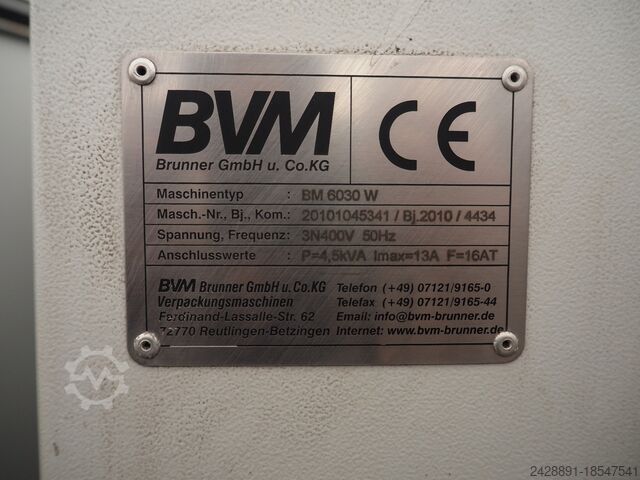 BVM CE
Brunner GmbH u. Co.KG
Maschinentyp : BM 6030 W
Masch.-Nr., Bj., Kom.: 20101045341 / Bj.2010 / 4434
Spannung, Frequenz: 3N400V 50Hz
Anschlusswerte : P=4,5kVA Imax=13A F=16AT
BVM Brunner GmbH u. Co.KG Telefon (+49) 07121/9165-0
Verpackungsmaschinen Telefax (+49) 07121/9165-44
Ferdinand-Lassalle-Str. 62 Email: info@bvm-brunner.de
72770 Reutlingen-Betzingen Internet: www.bvm-brunner.de
2428891-18547541